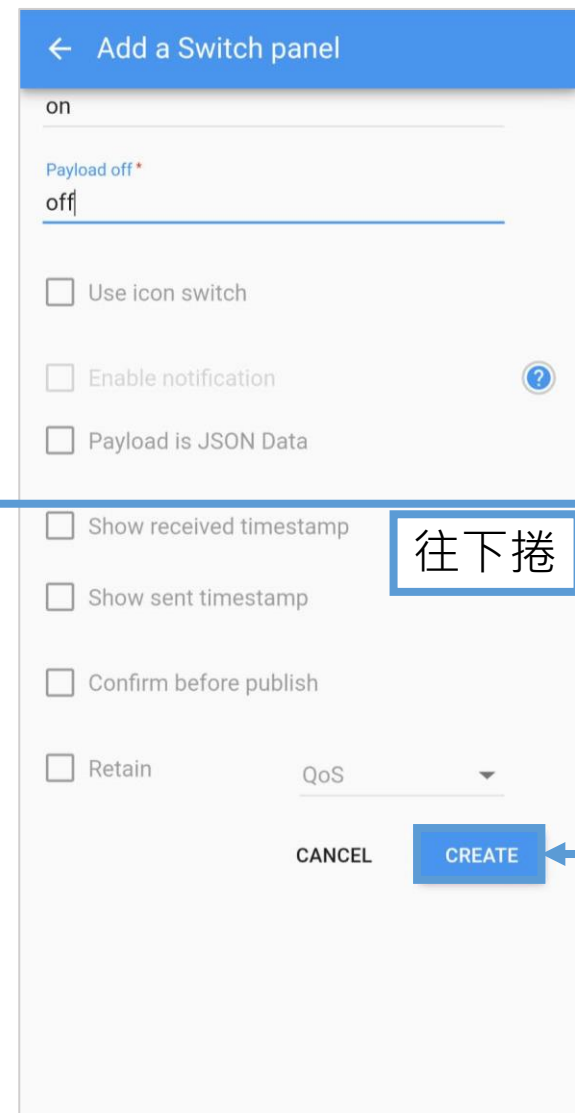 Add a Switch panel
on
Payload off *
off
Use icon switch
Enable notification
?
Payload is JSON Data
Show received timestamp
往下捲
Show sent timestamp
Confirm before publish
Retain
QoS
CANCEL
CREATE